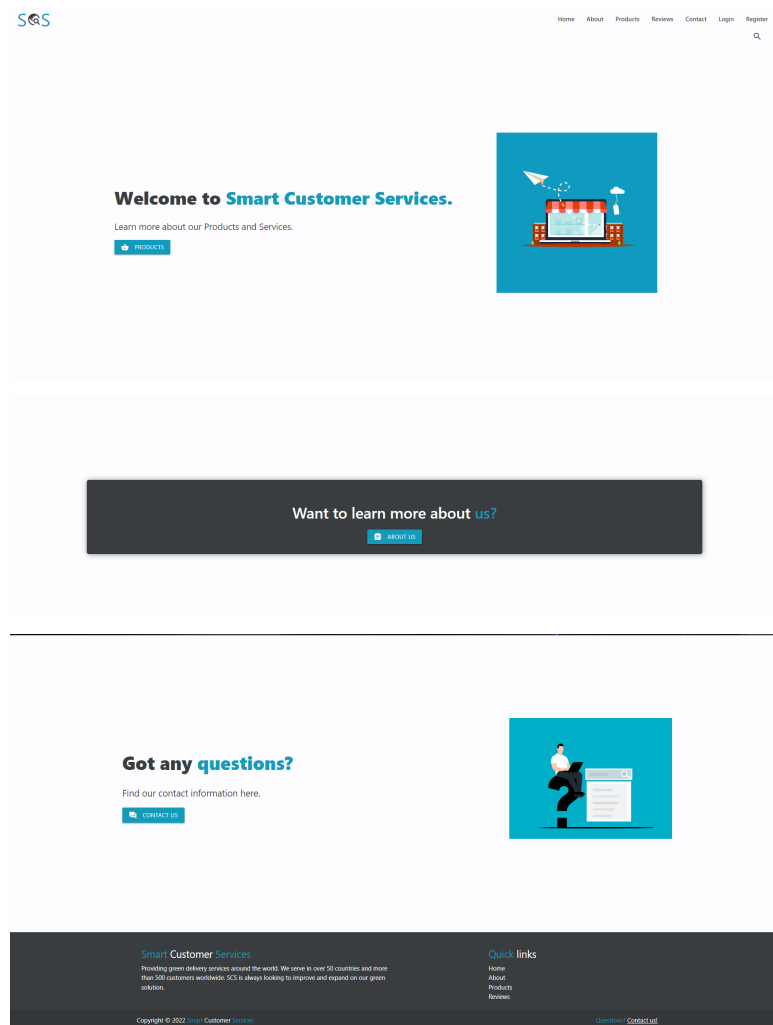 SCS
Home About Products Reviews Contact Login Register
Welcome to Smart Customer Services.
Learn more about our Products and Services.
PRODUCTS
Want to learn more about us?
ABOUT US
Got any questions?
Find our contact information here.
CONTACT US
Smart Customer Services
Providing green delivery services around the world. We serve in over 50 countries and more
than 500 customers worldwide. SCS is always looking to improve and expand on our green
solution.
Quick links
Home
About
Products
Reviews
Copyright © 2022 Smart Customer Services
Questions? Contact us!